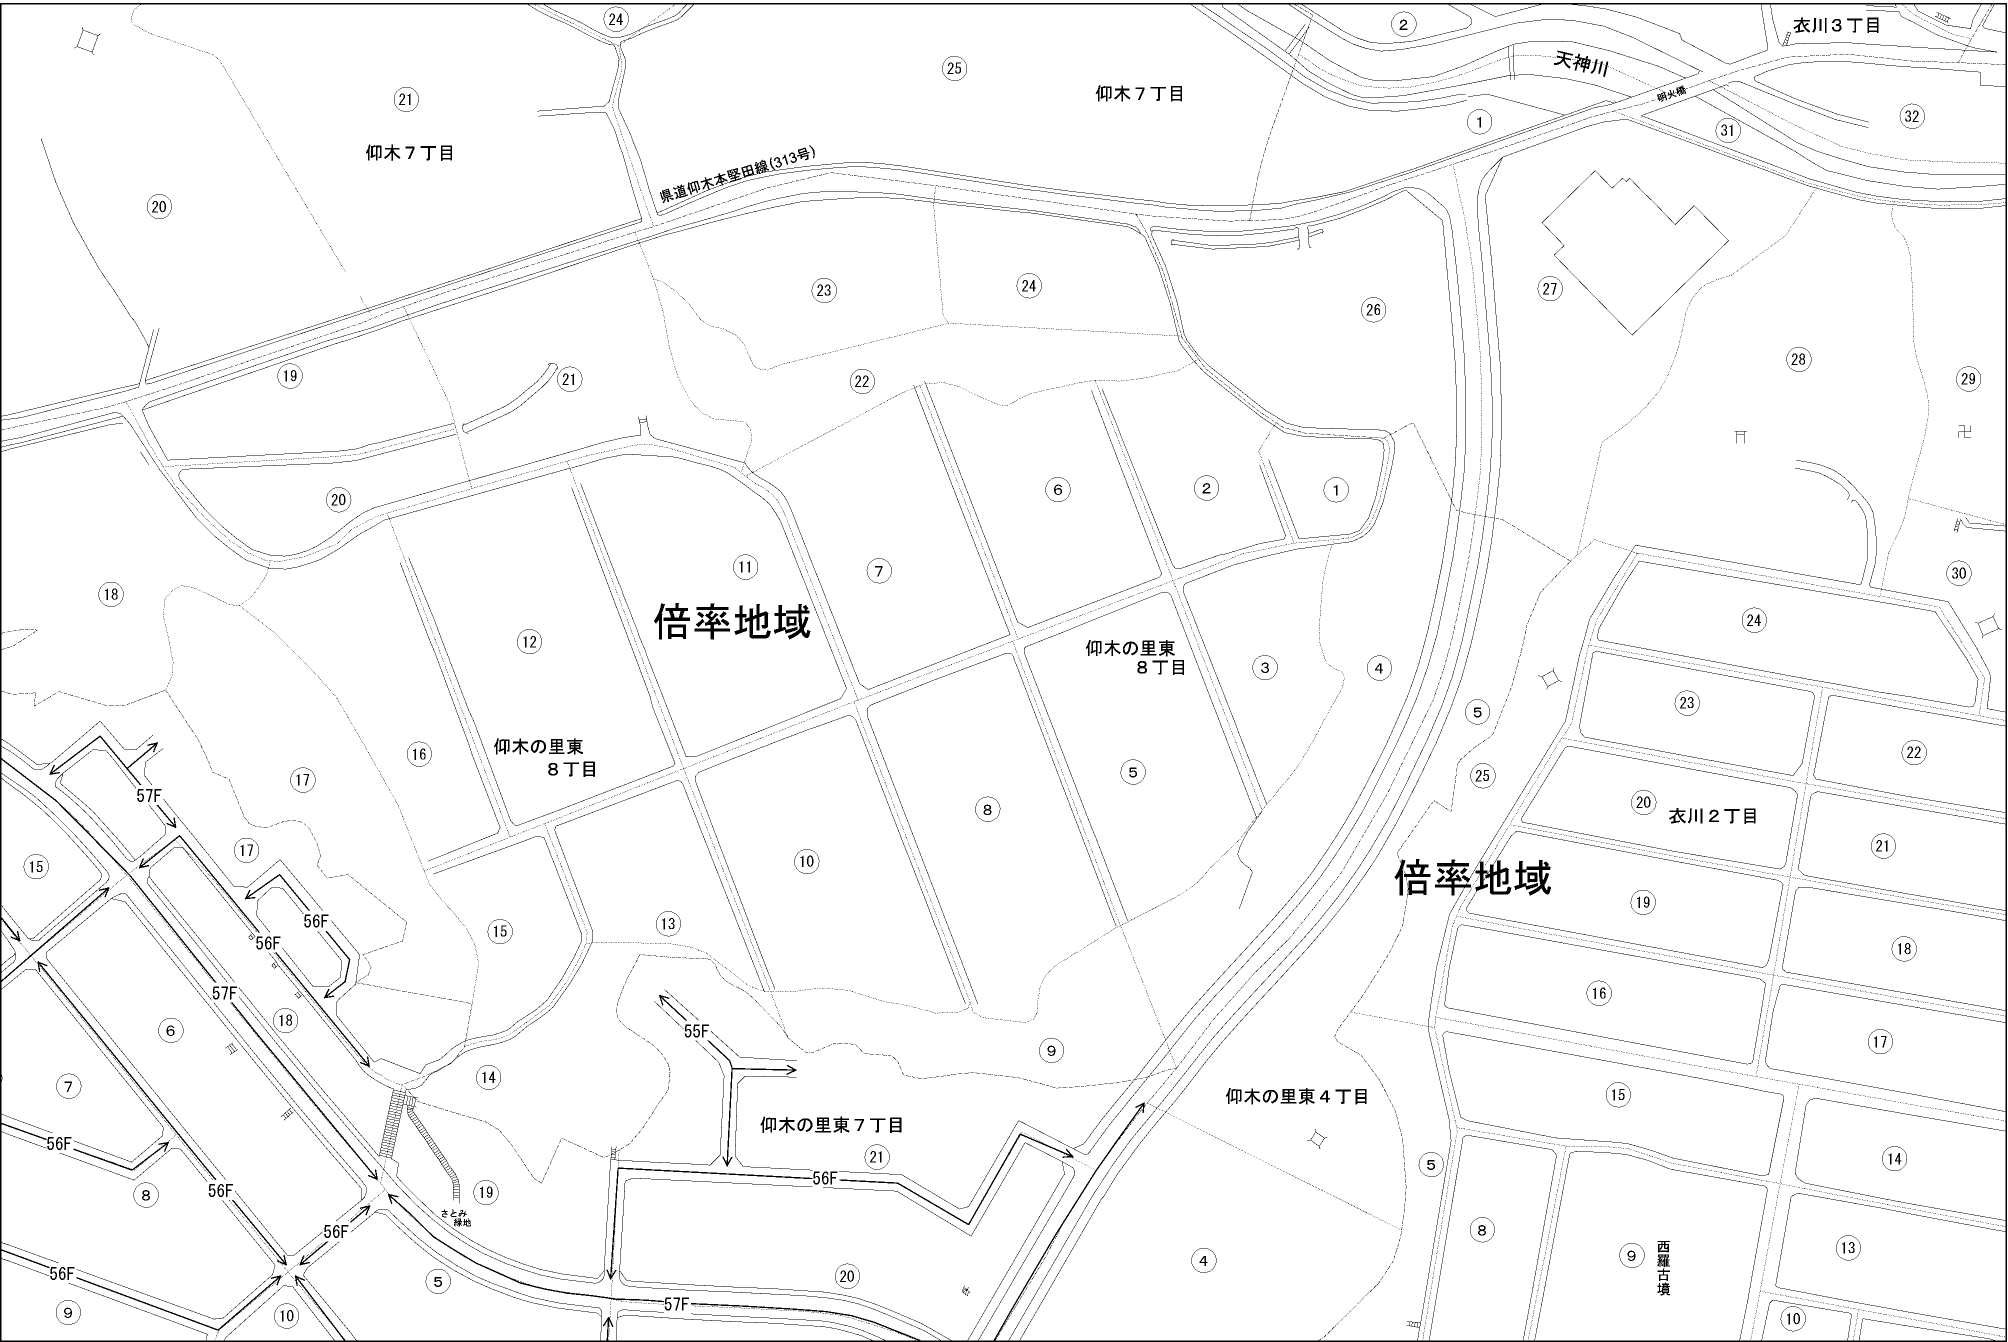 24
2
衣川3丁目
天神川
25
21
仰木7丁目
明火橋
32
1
31
仰木7丁目
県道仰木本堅田線(313号)
20
23
24
27
26
28
19
21
22
29
卍
6
2
1
20
11
7
18
30
倍率地域
12
24
仰木の里東
8丁目
3
4
23
5
仰木の里東
8丁目
16
22
17
5
25
57F
20
衣川2丁目
8
17
21
15
10
倍率地域
19
56F
13
15
56F
18
57F
16
18
6
55F
17
9
14
7
15
仰木の里東4丁目
仰木の里東7丁目
56F
21
14
5
56F
56F
8
19
さとみ
緑地
56F
8
13
9
西羅古墳
4
56F
20
5
57F
9
10
10